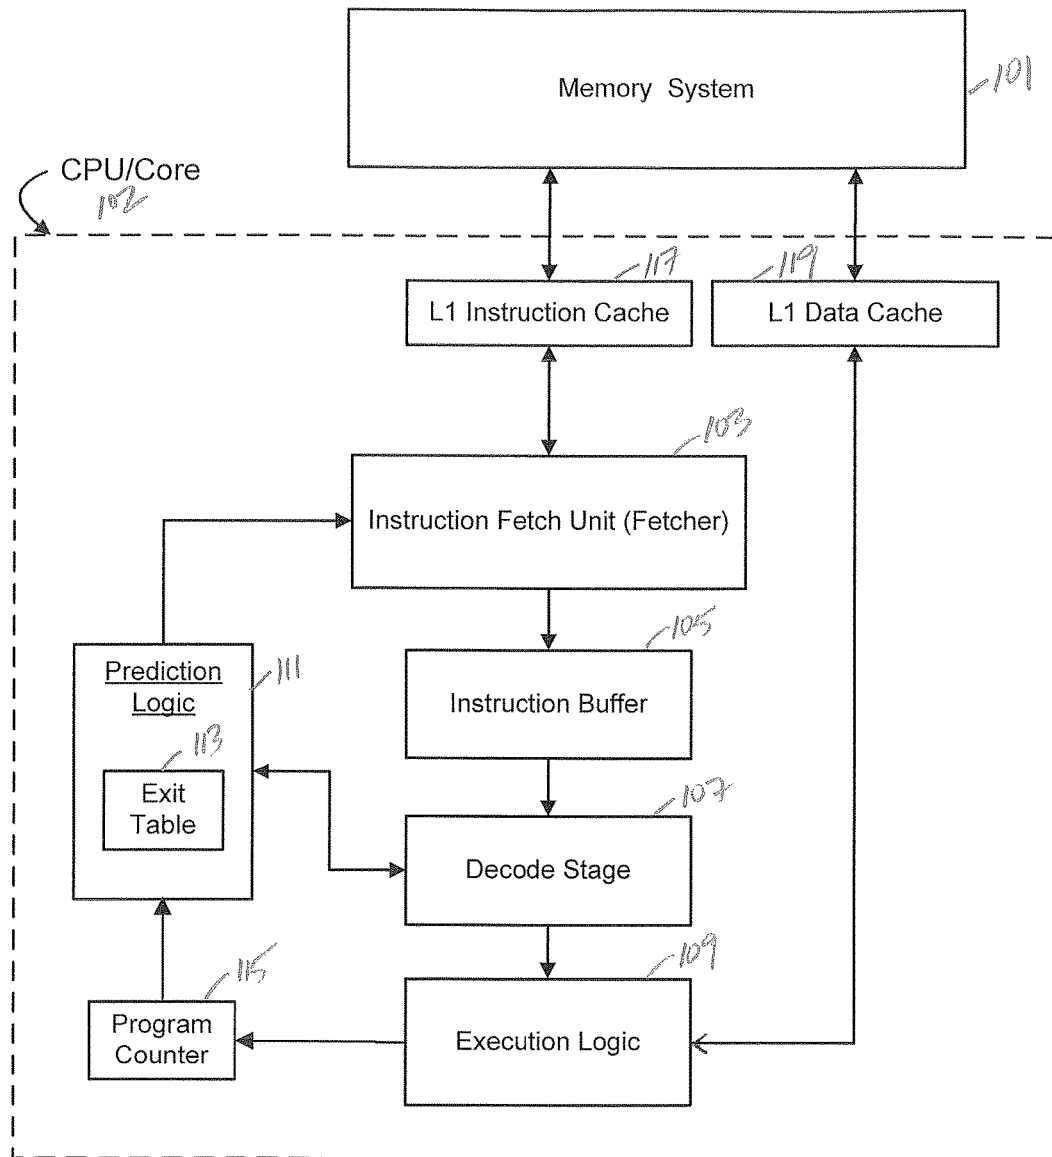 Memory System
101
CPU/Core
102
117
119
L1 Instruction Cache
L1 Data Cache
103
Instruction Fetch Unit (Fetcher)
105
Prediction
Logic
111
Instruction Buffer
113
Exit
Table
107
Decode Stage
109
115
Program
Counter
Execution Logic